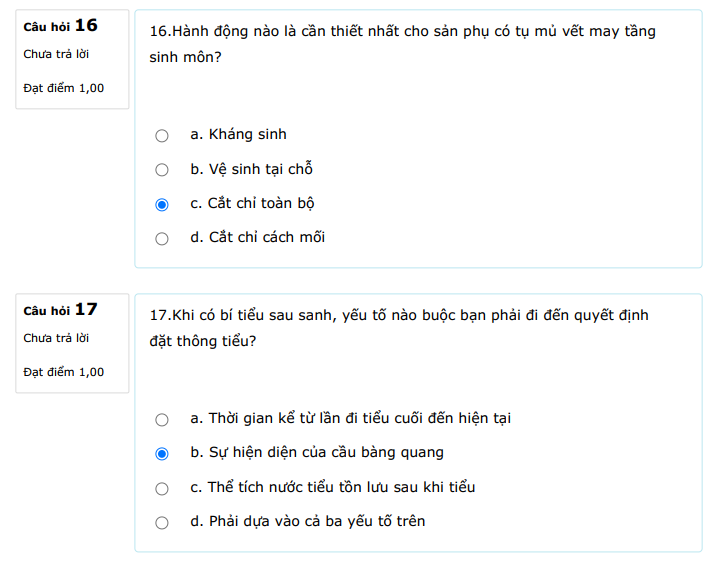 Câu hỏi 16
Chưa trả lời
Đạt điểm 1,00
16.Hành động nào là cần thiết nhất cho sản phụ có tụ mủ vết may tầng
sinh môn?
a. Kháng sinh
b. Vệ sinh tại chỗ
c. Cắt chỉ toàn bộ
d. Cắt chỉ cách mối
Câu hỏi 17
Chưa trả lời
Đạt điểm 1,00
17.Khi có bí tiểu sau sanh, yếu tố nào buộc bạn phải đi đến quyết định
đặt thông tiểu?
a. Thời gian kể từ lần đi tiểu cuối đến hiện tại
b. Sự hiện diện của cầu bàng quang
c. Thể tích nước tiểu tồn lưu sau khi tiểu
d. Phải dựa vào cả ba yếu tố trên